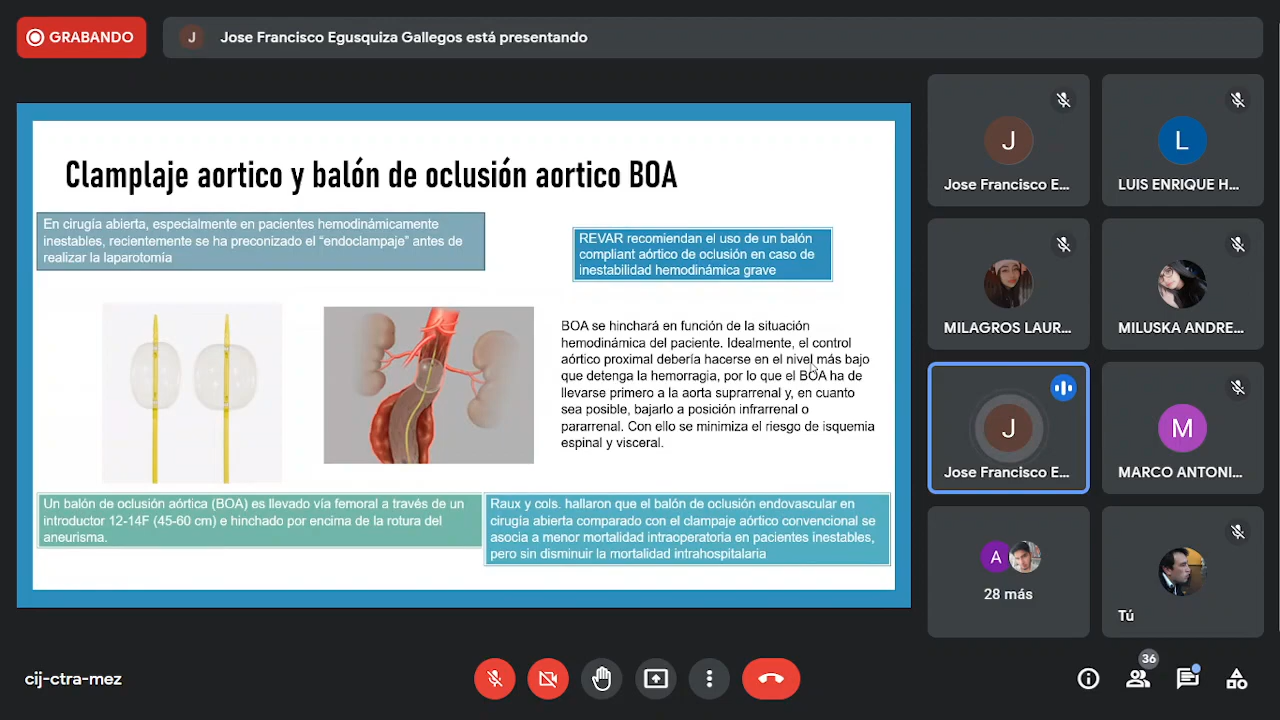 GRABANDO
J
Jose Francisco Egusquiza Gallegos está presentando
Clamplaje aortico y balón de oclusión aortico BOA
En cirugía abierta, especialmente en pacientes hemodinámicamente
inestables, recientemente se ha preconizado el “endoclampaje” antes de
realizar la laparotomía
REVAR recomiendan el uso de un balón
compliant aórtico de oclusión en caso de
inestabilidad hemodinámica grave
BOA se hinchará en función de la situación
hemodinámica del paciente. Idealmente, el control
aórtico proximal debería hacerse en el nivel más bajo
que detenga la hemorragia, por lo que el BOA ha de
llevarse primero a la aorta suprarrenal y, en cuanto
sea posible, bajarlo a posición infrarrenal o
pararrenal. Con ello se minimiza el riesgo de isquemia
espinal y visceral.
Un balón de oclusión aórtica (BOA) es llevado vía femoral a través de un
introductor 12-14F (45-60 cm) e hinchado por encima de la rotura del
aneurisma.
Raux y cols. hallaron que el balón de oclusión endovascular en
cirugía abierta comparado con el clampaje aórtico convencional se
asocia a menor mortalidad intraoperatoria en pacientes inestables,
pero sin disminuir la mortalidad intrahospitalaria
J
Jose Francisco E...
L
LUIS ENRIQUE H...
MILAGROS LAUR...
MILUSKA ANDRE...
J
Jose Francisco E...
M
MARCO ANTONI...
A
28 más
Tú
cij-ctra-mez
36